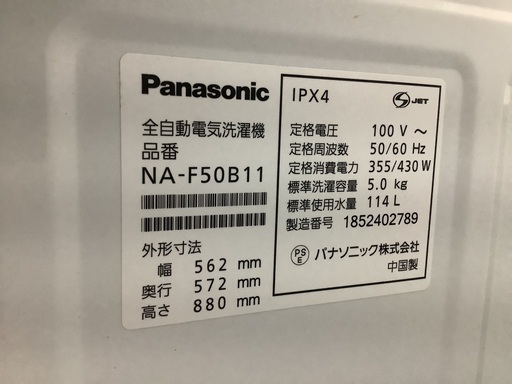 Panasonic
全自動電気洗濯機
品番
NA-F50B11
外形寸法
幅 562 mm
奥行 572 mm
高さ 880 mm
IPX4
S JET
定格電圧 100 V ～
定格周波数 50/60 Hz
定格消費電力 355/430 W
標準洗濯容量 5.0 kg
標準使用水量 114 L
製造番号 1852402789
PS E パナソニック株式会社
中国製